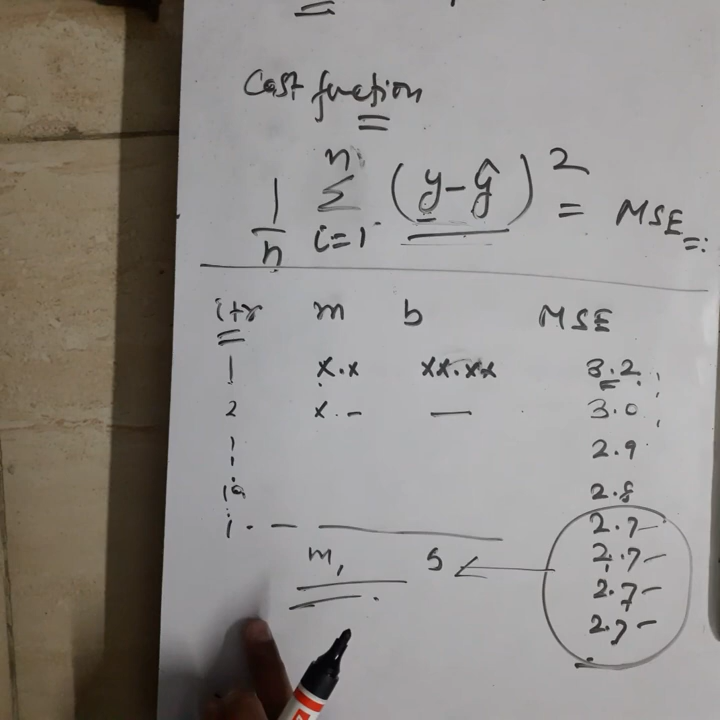 Cost function
1/n n Σ i=1 (y-ŷ)² = MSE
itr m b MSE
1 x.x xx.xx 3.2
2 x.- — 3.0
2.9
10 2.8
2.7
m, b 2.7
2.7
2.7